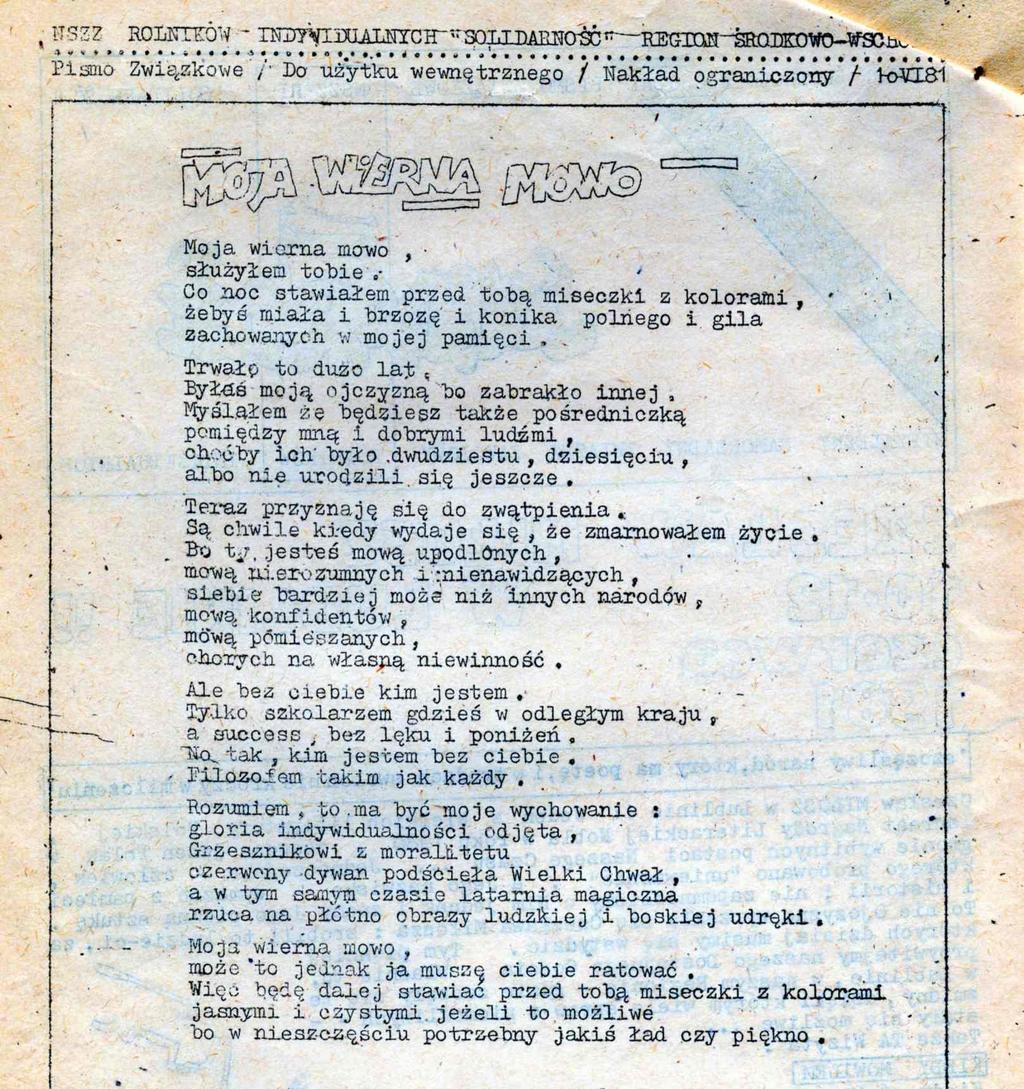 NSZZ ROLNIKÓW INDYWIDUALNYCH "SOLIDARNOŚĆ" REGION ŚRODKOWO-WSCHO
Pismo Związkowe / Do użytku wewnętrznego / Nakład ograniczony / 1oVI81
MOJA WIERNA MOWO
Moja wierna mowo ,
służyłem tobie .
Co noc stawiałem przed tobą miseczki z kolorami ,
żebyś miała i brzozę i konika polnego i gila
zachowanych w mojej pamięci .
Trwało to dużo lat .
Byłaś moją ojczyzną bo zabrakło innej .
Myślałem że będziesz także pośredniczką
pomiędzy mną i dobrymi ludźmi ,
choćby ich było dwudziestu , dziesięciu ,
albo nie urodzili się jeszcze .
Teraz przyznaję się do zwątpienia .
Są chwile kiedy wydaje się , że zmarnowałem życie .
Bo ty jesteś mową upodlonych ,
mową nierozumnych i nienawidzących ,
siebie bardziej może niż innych narodów ,
mową konfidentów ,
mową pomieszanych ,
chorych na własną niewinność .
Ale bez ciebie kim jestem .
Tylko szkolarzem gdzieś w odległym kraju ,
a success , bez lęku i poniżeń .
No tak , kim jestem bez ciebie .
Filozofem takim jak każdy .
Rozumiem , to ma być moje wychowanie :
gloria indywidualności odjęta ,
Grzesznikowi z moralitetu
czerwony dywan podścieła Wielki Chwał ,
a w tym samym czasie latarnia magiczna
rzuca na płótno obrazy ludzkiej i boskiej udręki .
Moja wierna mowo ,
może to jednak ja muszę ciebie ratować .
Więc będę dalej stawiać przed tobą miseczki z kolorami
jasnymi i czystymi jeżeli to możliwe
bo w nieszczęściu potrzebny jakiś ład czy piękno .